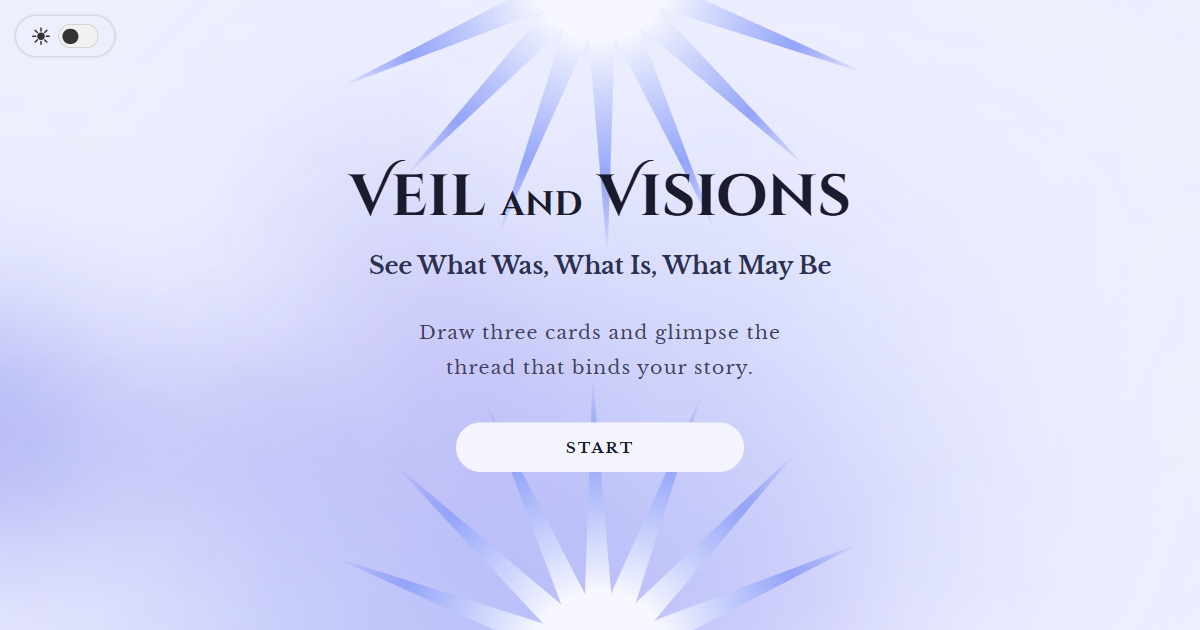 Veil and Visions
See What Was, What Is, What May Be
Draw three cards and glimpse the
thread that binds your story.
START